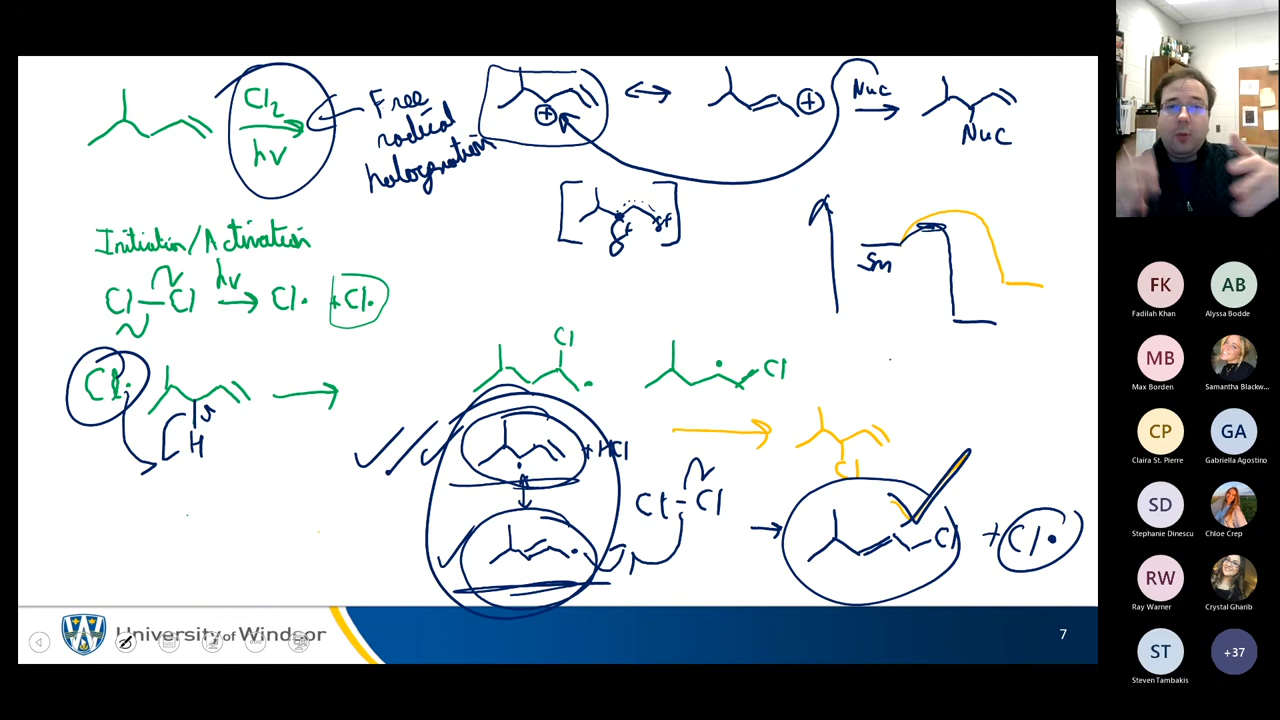 Cl2
hν
Free
radical
halogenation
⊕
⊕
Nuc
Nuc
δ+
δ+
Sm
Initiation/Activation
Cl—Cl
hν
Cl·
+Cl·
Cl·
H
Cl
Cl
+ HCl
Cl
Cl-Cl
Cl
+ Cl·
University of Windsor
7
FK
Fadilah Khan
AB
Alyssa Bodde
MB
Max Borden
Samantha Blackw...
CP
Claira St. Pierre
GA
Gabriella Agostino
SD
Stephanie Dinescu
Chloe Crep
RW
Ray Warner
Crystal Gharib
ST
Steven Tambakis
+37